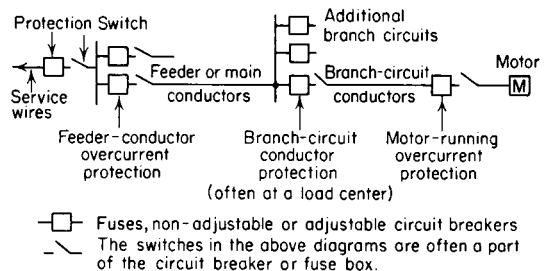 Protection Switch
Additional
branch circuits
Motor
Service
wires
Feeder or main
conductors
Branch-circuit
conductors
M
Feeder-conductor
overcurrent
protection
Branch-circuit
conductor
protection
(often at a load center)
Motor-running
overcurrent
protection
Fuses, non-adjustable or adjustable circuit breakers
The switches in the above diagrams are often a part
of the circuit breaker or fuse box.